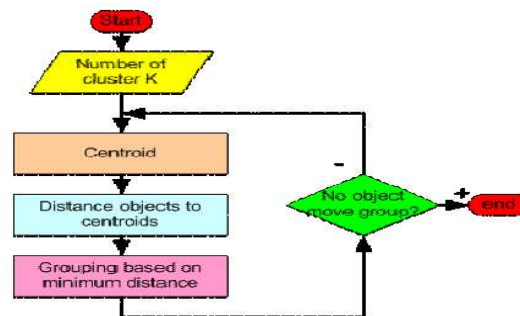 Start
Number of
cluster K
Centroid
Distance objects to
centroids
Grouping based on
minimum distance
-
No object
move group?
+
end